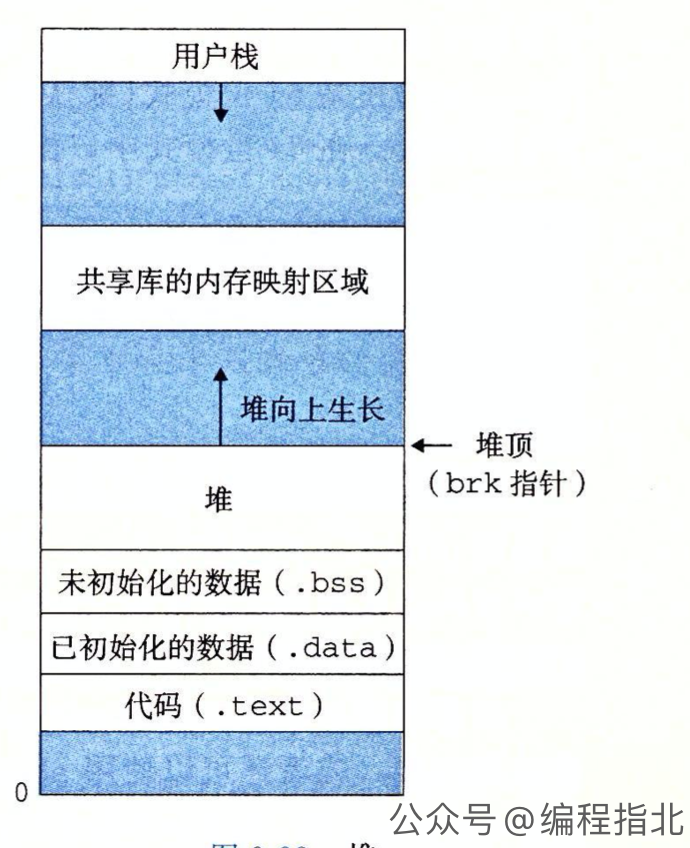 用户栈
共享库的内存映射区域
堆向上生长
堆顶
（brk 指针）
堆
未初始化的数据（.bss）
已初始化的数据（.data）
代码（.text）
0
公众号@编程指北